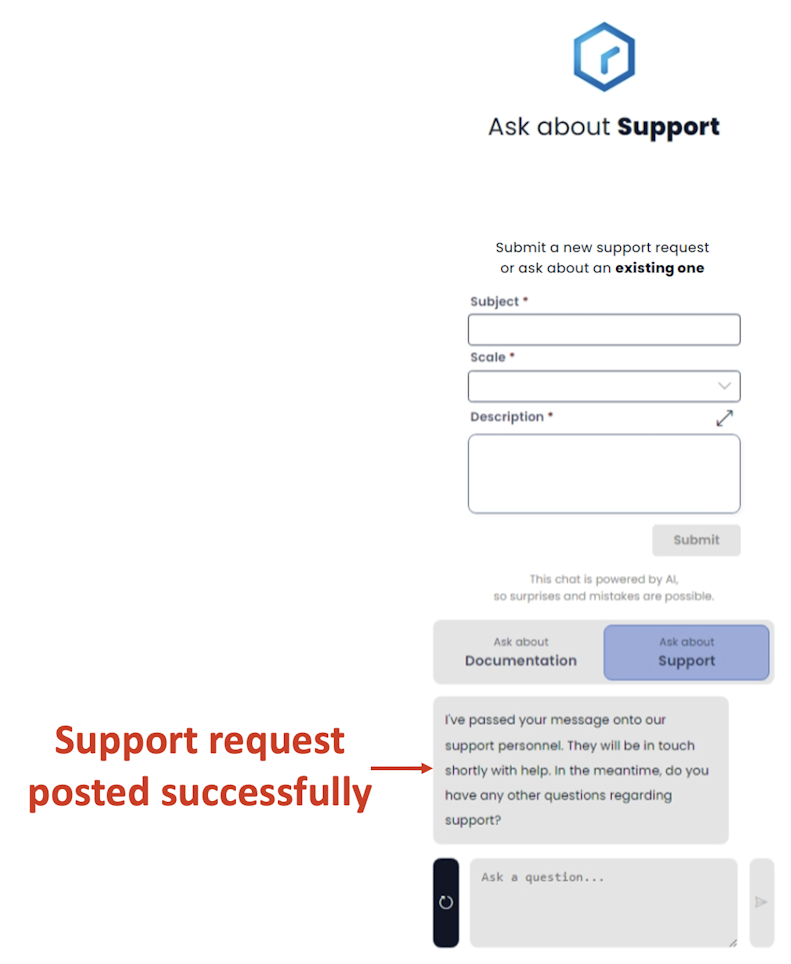 Ask about Support
Submit a new support request
or ask about an existing one
Subject *
Scale *
Description *
Submit
This chat is powered by AI,
so surprises and mistakes are possible.
Ask about
Documentation
Ask about
Support
Support request
posted successfully
I've passed your message onto our
support personnel. They will be in touch
shortly with help. In the meantime, do you
have any other questions regarding
support?
Ask a question...